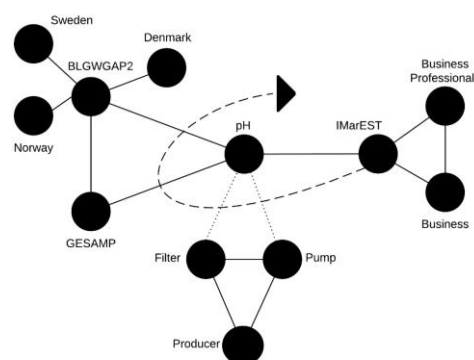 Sweden
Denmark
BLGWGAP2
Business
Professional
pH
IMarEST
Norway
GESAMP
Business
Filter
Pump
Producer